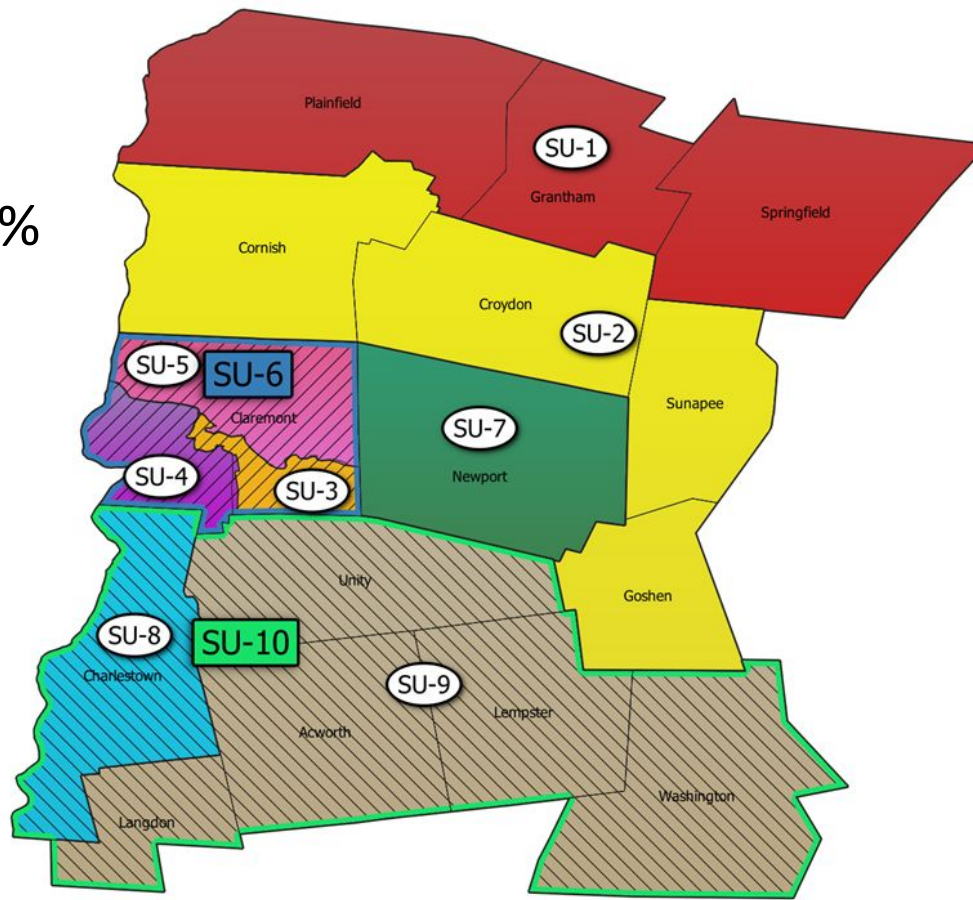 Plainfield
SU-1
Grantham
Springfield
%
Cornish
Croydon
SU-2
SU-5
SU-6
Claremont
Sunapee
SU-7
Newport
SU-4
SU-3
Unity
Goshen
SU-8
SU-10
Charlestown
SU-9
Acworth
Lempster
Washington
Langdon